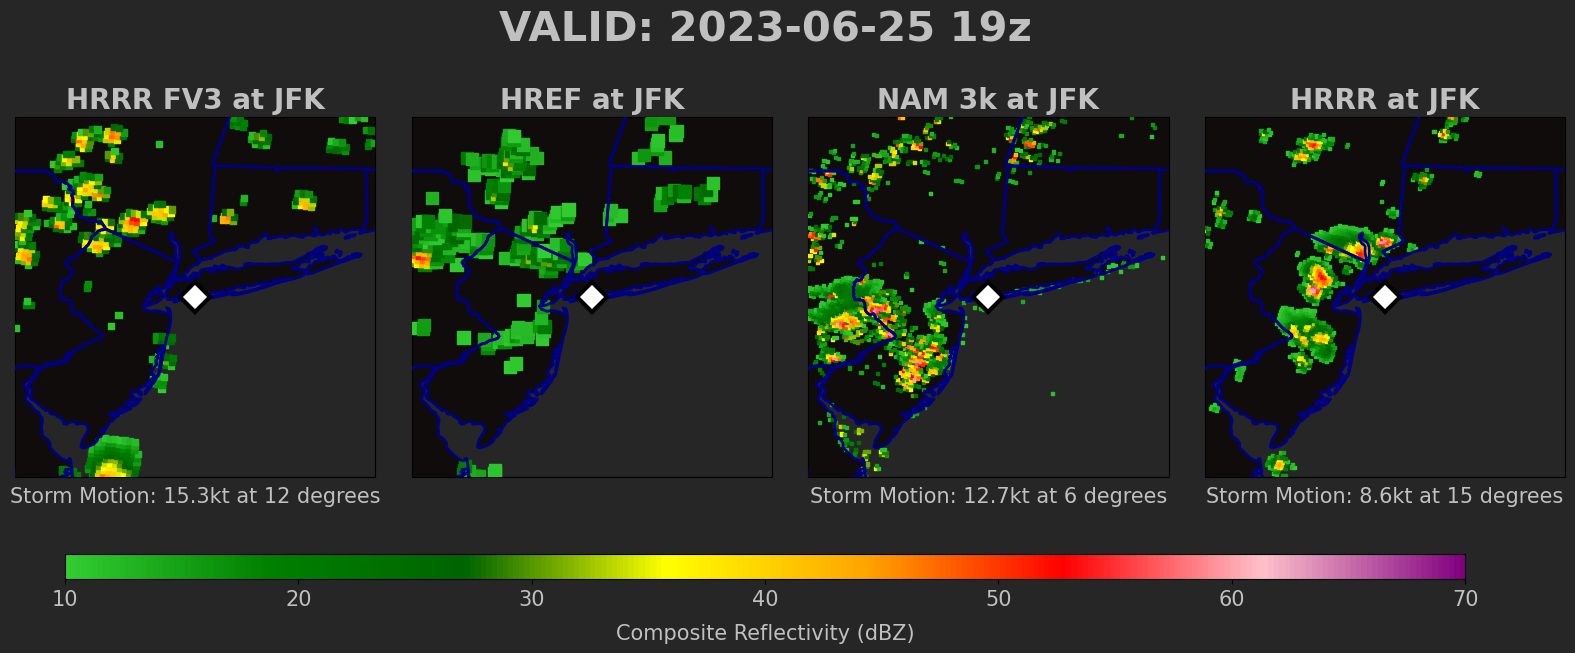 VALID: 2023-06-25 19z
HRRR FV3 at JFK
HREF at JFK
NAM 3k at JFK
HRRR at JFK
Storm Motion: 15.3kt at 12 degrees
Storm Motion: 12.7kt at 6 degrees
Storm Motion: 8.6kt at 15 degrees
10 20 30 40 50 60 70
Composite Reflectivity (dBZ)